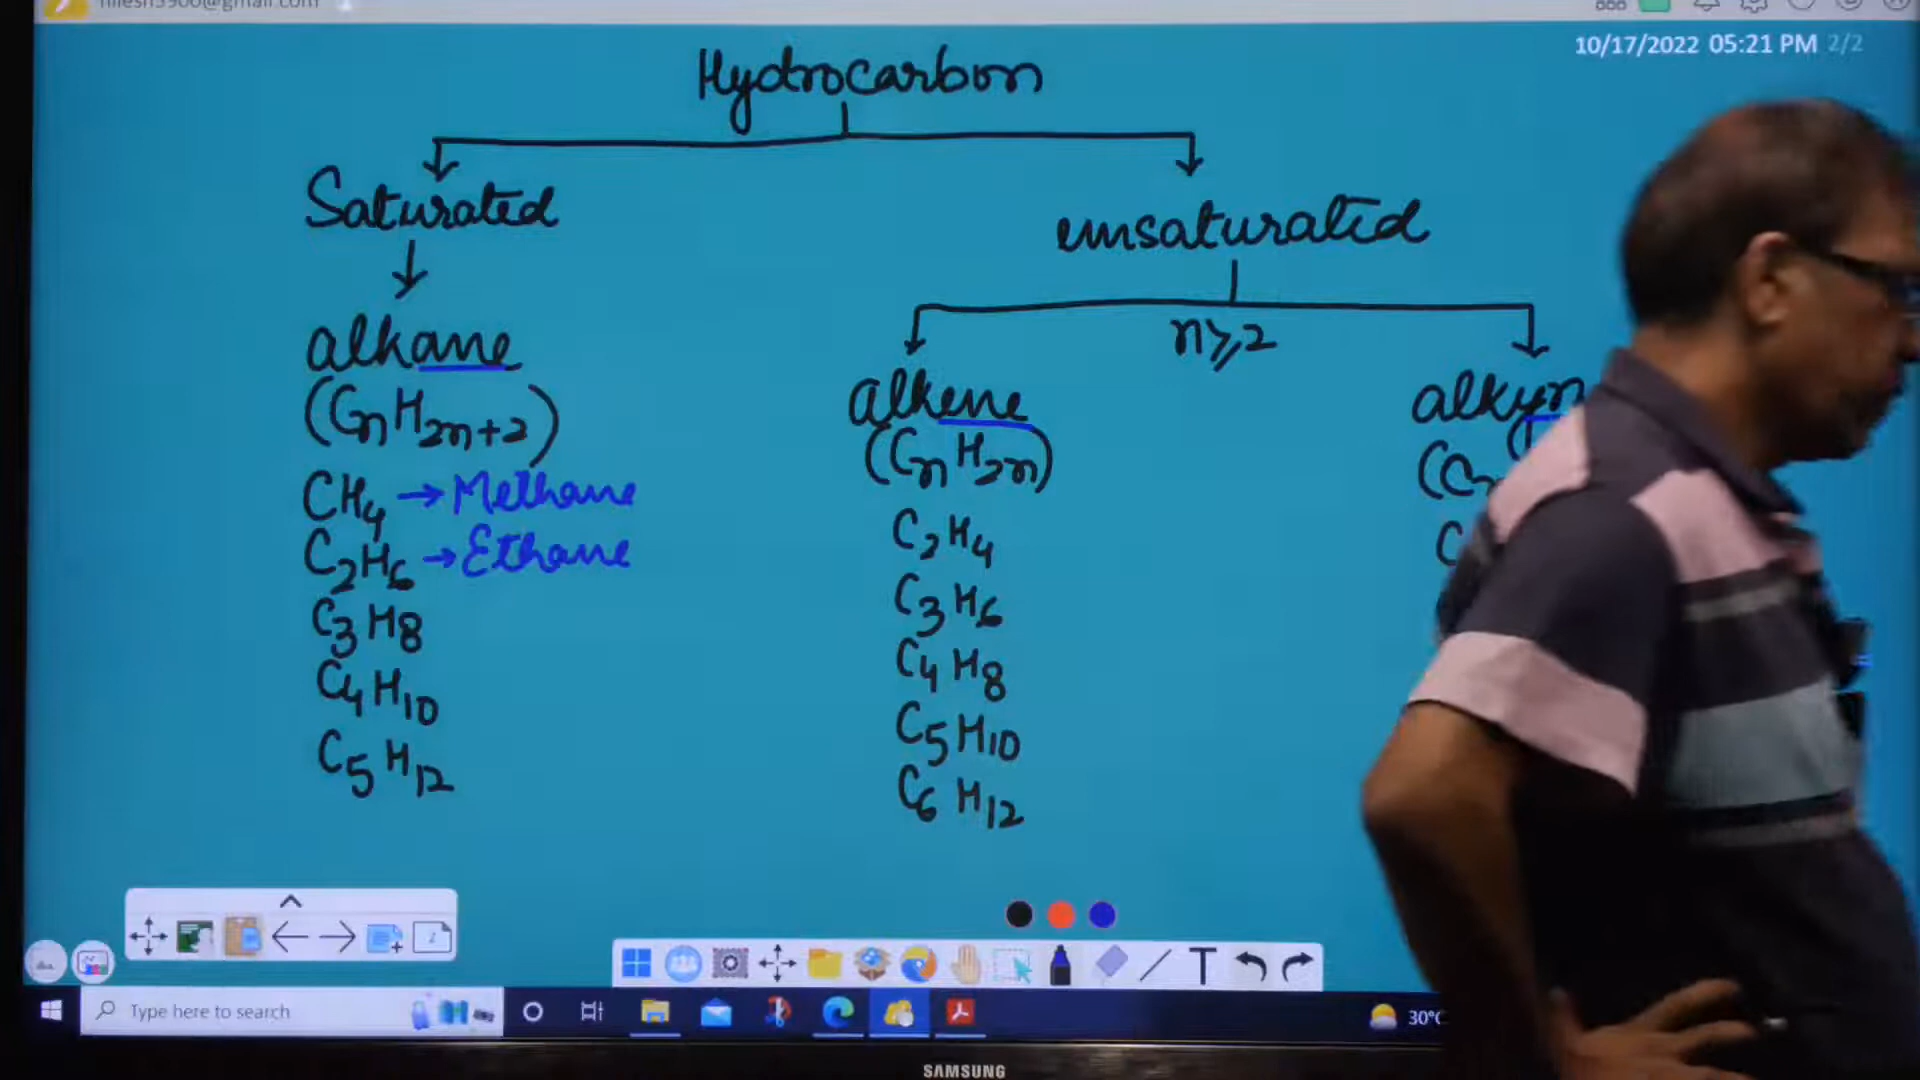 10/17/2022 05:21 PM 2/2
Hydrocarbon
Saturated
unsaturated
alkane
n⩾2
(CnH2n+2)
alkene
(CnH2n)
CH4 → Methane
C2H6 → Ethane
C3H8
C4H10
C5H12
C2H4
C3H6
C4H8
C5H10
C6H12
Type here to search
30°C
SAMSUNG